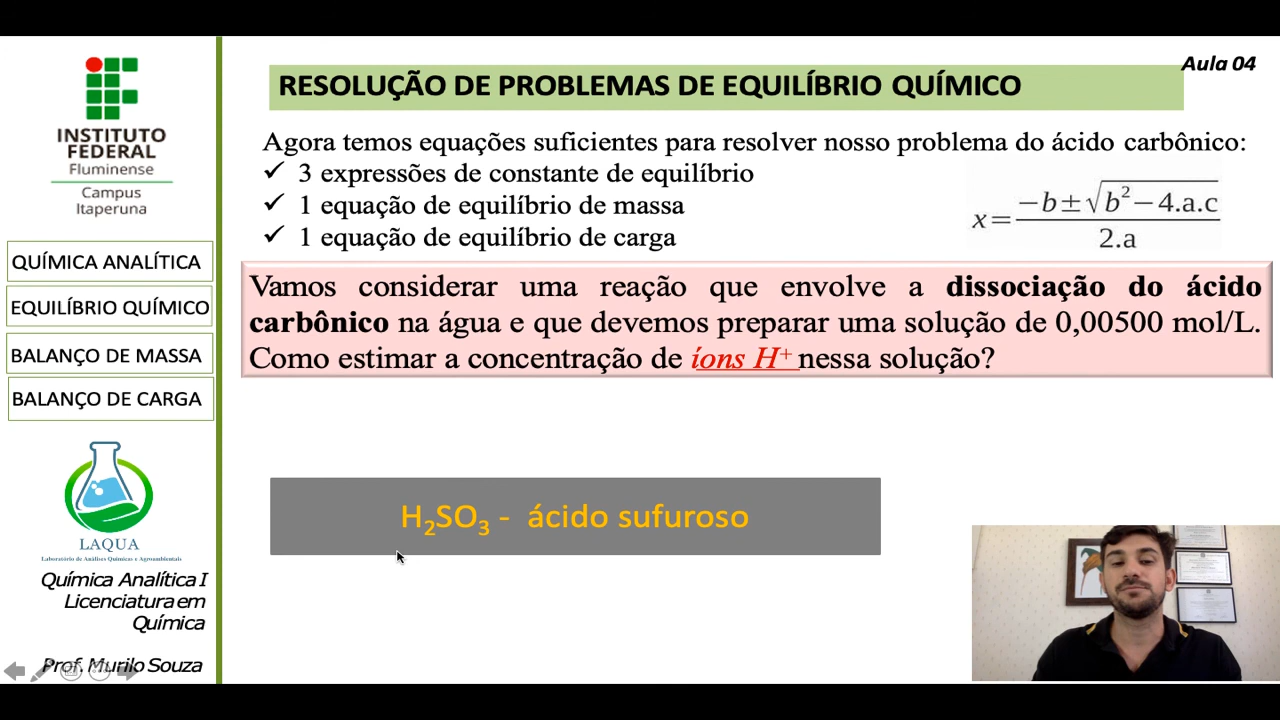 Aula 04
RESOLUÇÃO DE PROBLEMAS DE EQUILÍBRIO QUÍMICO
INSTITUTO
FEDERAL
Fluminense
Campus
Itaperuna
QUÍMICA ANALÍTICA
EQUILÍBRIO QUÍMICO
BALANÇO DE MASSA
BALANÇO DE CARGA
LAQUA
Laboratório de Análises Químicas e Agroambientais
Química Analítica I
Licenciatura em
Química
Prof. Murilo Souza
Agora temos equações suficientes para resolver nosso problema do ácido carbônico:
✓ 3 expressões de constante de equilíbrio
✓ 1 equação de equilíbrio de massa
✓ 1 equação de equilíbrio de carga
x=(−b±√(b²−4.a.c))/(2.a)
Vamos considerar uma reação que envolve a dissociação do ácido
carbônico na água e que devemos preparar uma solução de 0,00500 mol/L.
Como estimar a concentração de íons H⁺ nessa solução?
H₂SO₃ - ácido sufuroso